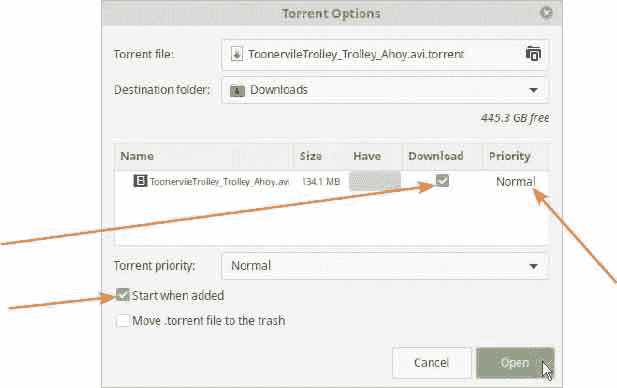 Torrent Options
Torrent file: ToonervileTrolley_Trolley_Ahoy.avi.torrent
Destination folder: Downloads
445.3 GB free
Name Size Have Download Priority
ToonervileTrolley_Trolley_Ahoy.avi 134.1 MB Normal
Torrent priority: Normal
Start when added
Move .torrent file to the trash
Cancel Open